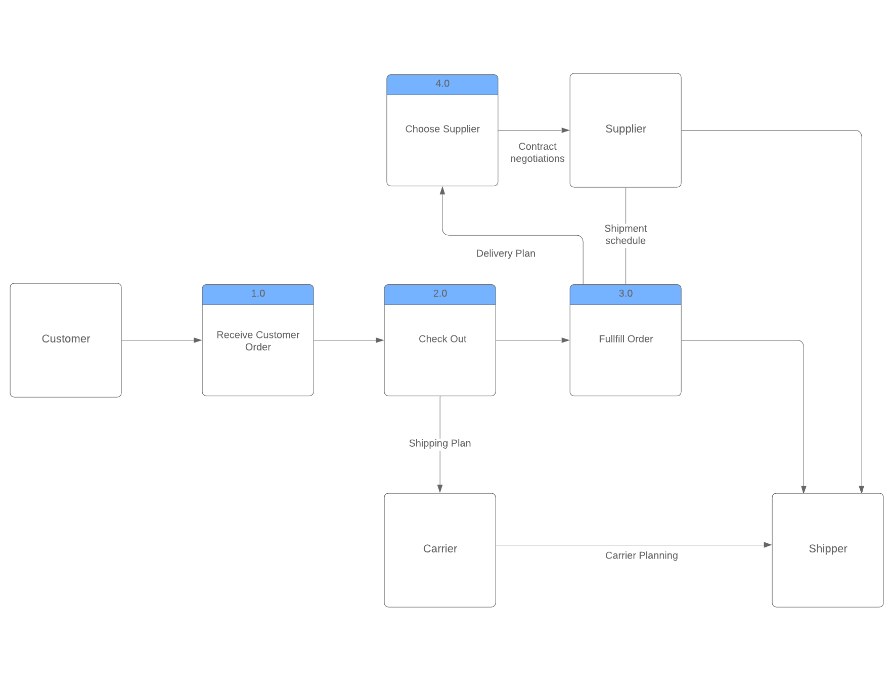 4.0
Choose Supplier
Supplier
Contract
negotiations
Shipment
schedule
Delivery Plan
1.0
2.0
3.0
Customer
Receive Customer
Order
Check Out
Fullfill Order
Shipping Plan
Carrier
Carrier Planning
Shipper